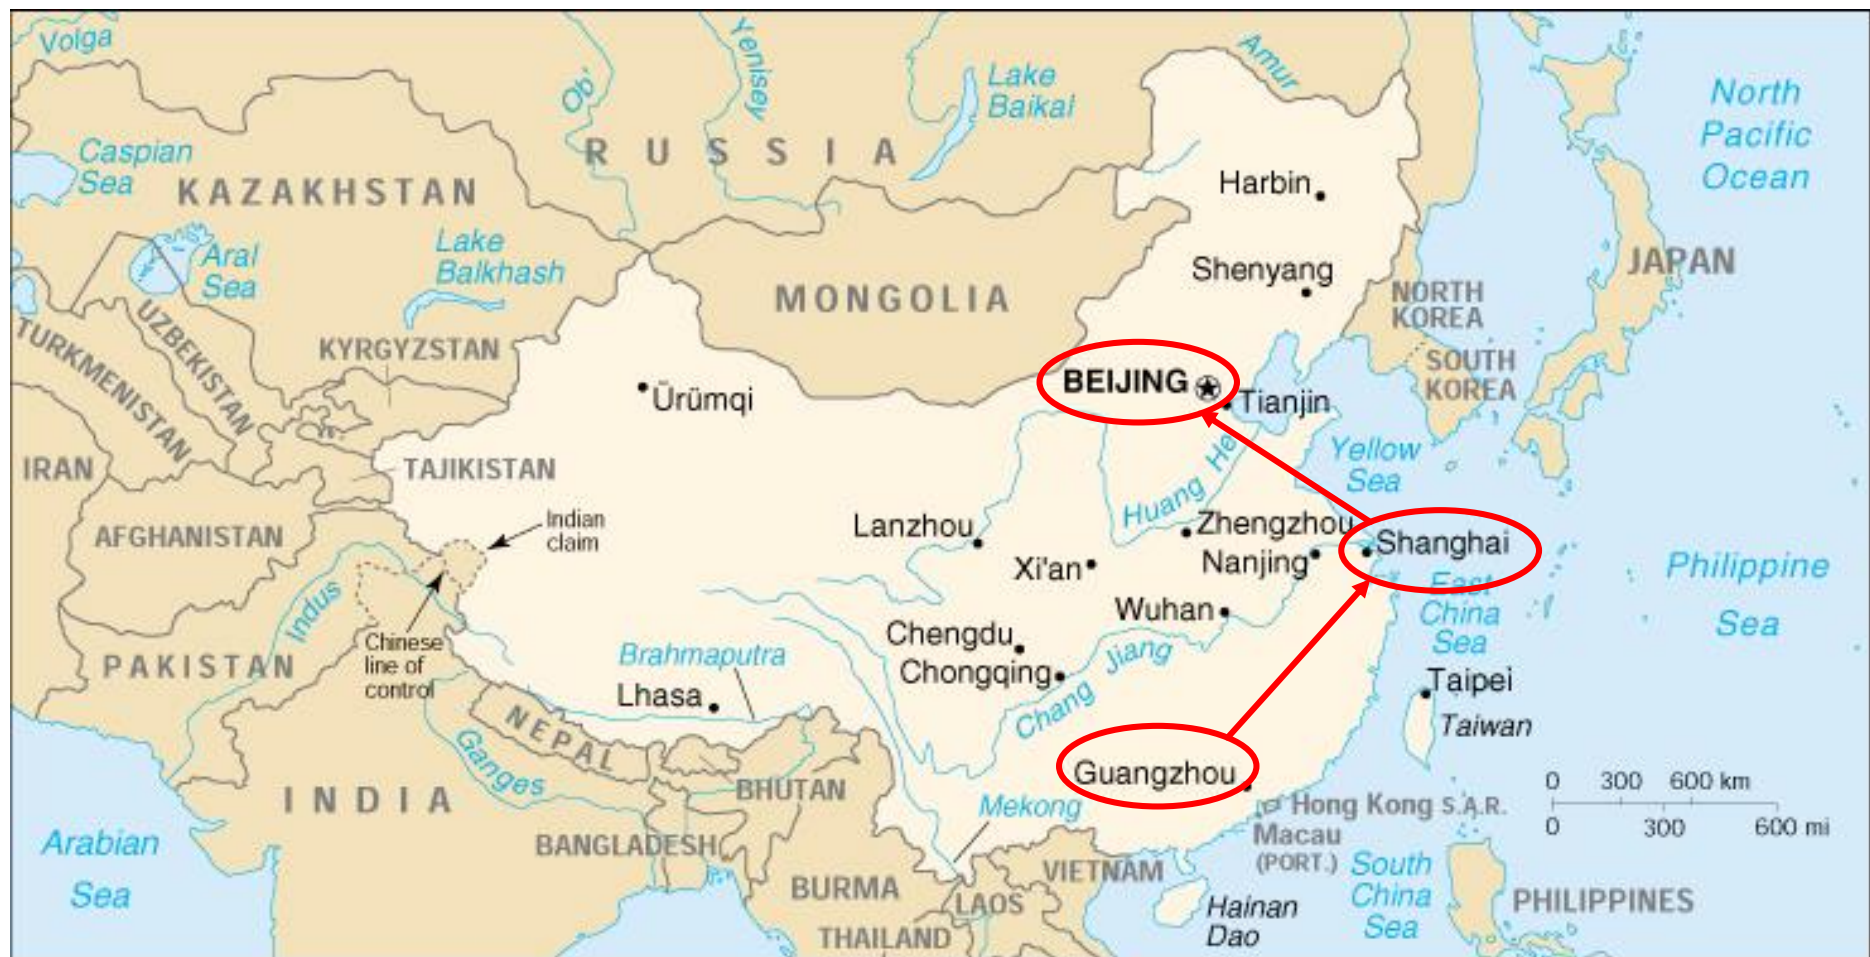 Volga
Ob'
Yenisey
Lake
Baikal
Amur
North
Pacific
Ocean
Caspian
Sea
RUSSIA
KAZAKHSTAN
Harbin
Aral
Sea
Lake
Balkhash
JAPAN
Shenyang
MONGOLIA
NORTH
KOREA
UZBEKISTAN
TURKMENISTAN
KYRGYZSTAN
SOUTH
KOREA
BEIJING
Tianjin
Ürümqi
Yellow
Sea
IRAN
TAJIKISTAN
Huang He
AFGHANISTAN
Indian
claim
Lanzhou
Zhengzhou
Shanghai
Xi'an
Nanjing
East
China
Sea
Philippine
Sea
Indus
Wuhan
Chengdu
Chongqing
Chang Jiang
Chinese
line of
control
PAKISTAN
Brahmaputra
Lhasa
Taipei
Taiwan
NEPAL
Ganges
Guangzhou
0 300 600 km
0 300 600 mi
INDIA
BHUTAN
Mekong
Hong Kong S.A.R.
Macau
(PORT.)
Arabian
Sea
BANGLADESH
VIETNAM
South
China
Sea
BURMA
LAOS
Hainan
Dao
PHILIPPINES
THAILAND